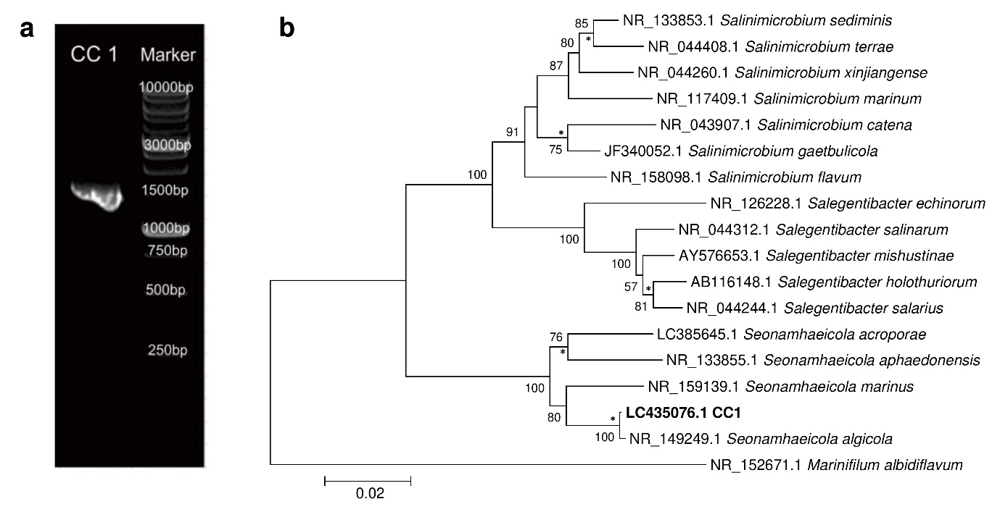 a
CC 1 Marker
10000bp
3000bp
1500bp
1000bp
750bp
500bp
250bp
b
85 NR_133853.1 Salinimicrobium sediminis
*
NR_044408.1 Salinimicrobium terrae
80
NR_044260.1 Salinimicrobium xinjiangense
87
NR_117409.1 Salinimicrobium marinum
NR_043907.1 Salinimicrobium catena
*
91
75
JF340052.1 Salinimicrobium gaetbulicola
100
NR_158098.1 Salinimicrobium flavum
NR_126228.1 Salegentibacter echinorum
100
NR_044312.1 Salegentibacter salinarum
AY576653.1 Salegentibacter mishustinae
100
AB116148.1 Salegentibacter holothuriorum
57 *
81
NR_044244.1 Salegentibacter salarius
76
LC385645.1 Seonamhaeicola acroporae
*
NR_133855.1 Seonamhaeicola aphaedonensis
100
NR_159139.1 Seonamhaeicola marinus
80
LC435076.1 CC1
*
100
NR_149249.1 Seonamhaeicola algicola
NR_152671.1 Marinifilum albidiflavum
0.02